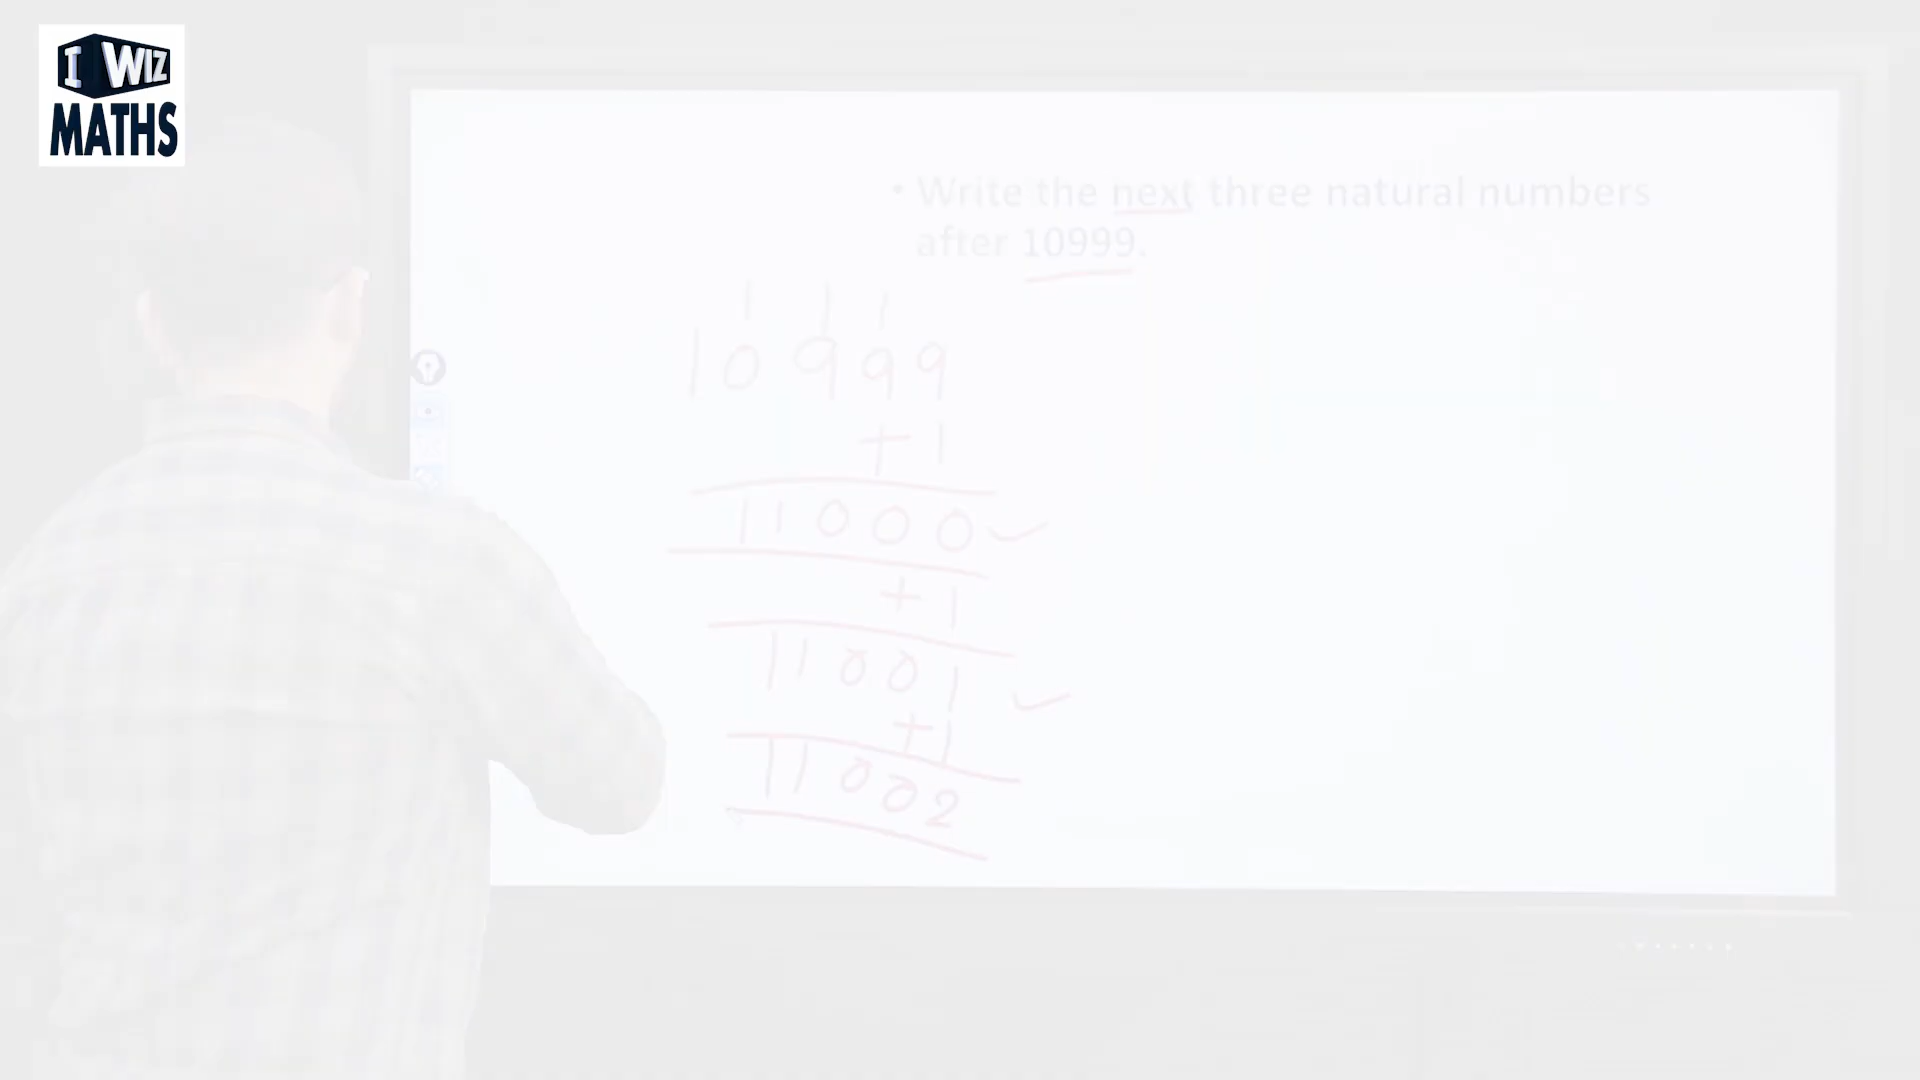 I WIZ
MATHS
• Write the next three natural numbers
after 10999.
1 1 1
10999
+1
11000
+1
11001
+1
11002